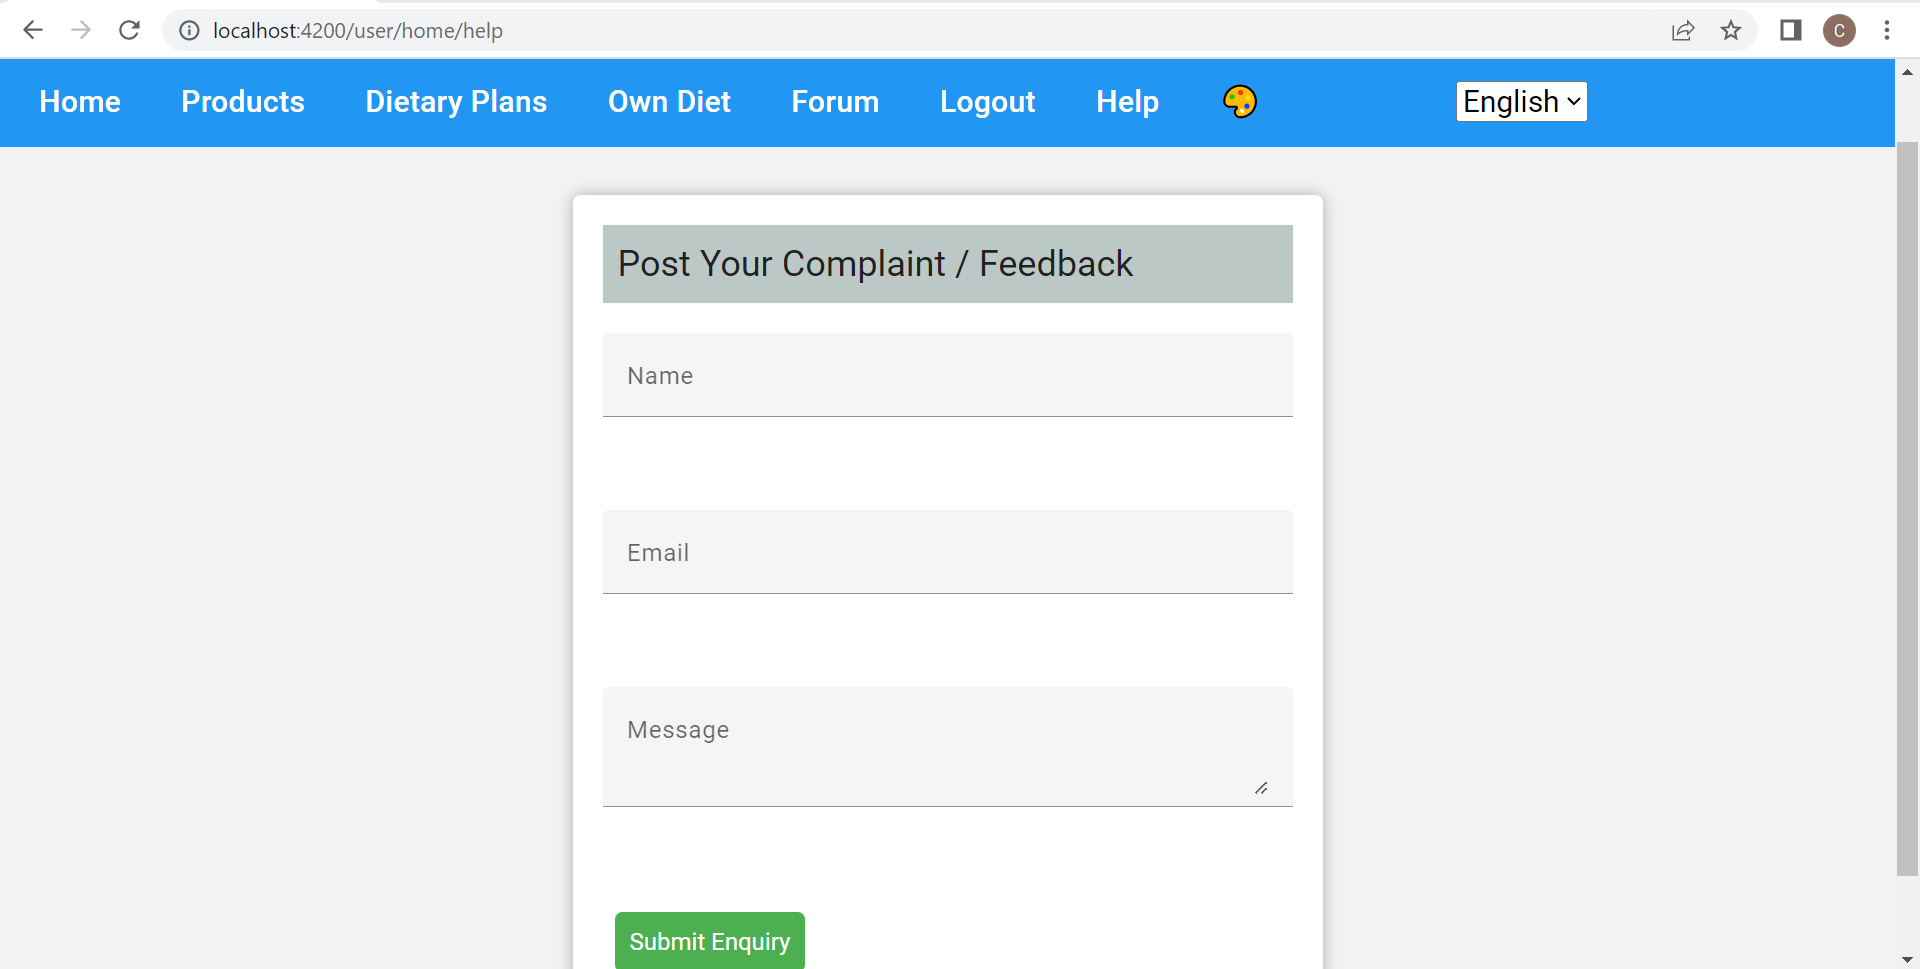 localhost:4200/user/home/help
C
Home Products Dietary Plans Own Diet Forum Logout Help English
Post Your Complaint / Feedback
Name
Email
Message
Submit Enquiry